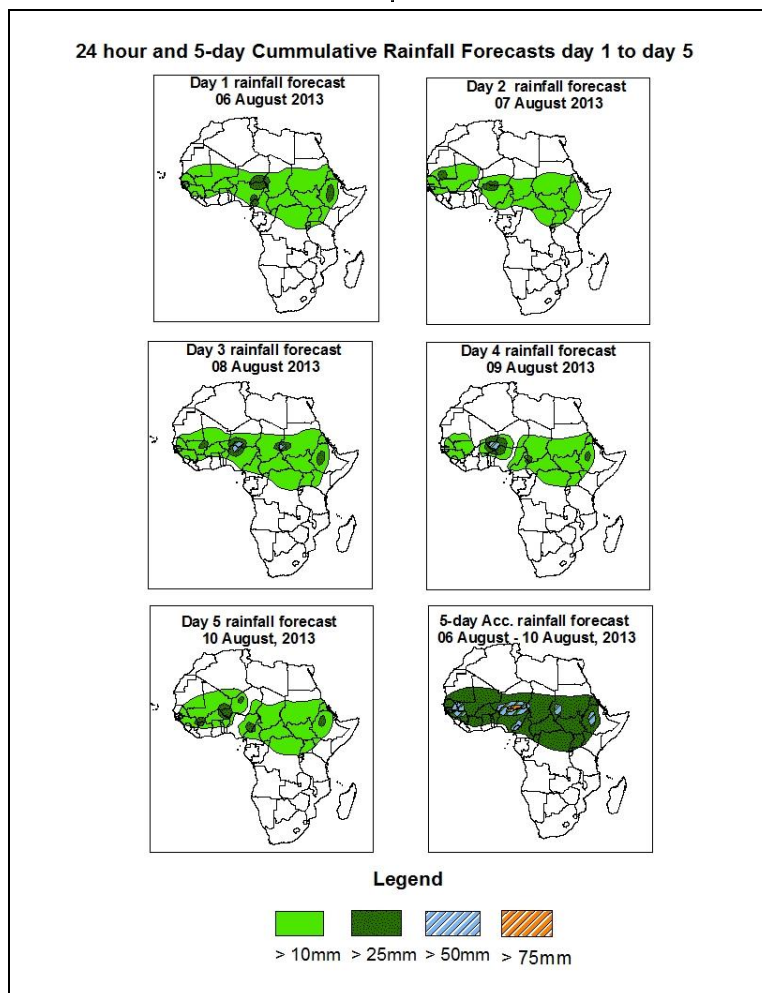 24 hour and 5-day Cummulative Rainfall Forecasts day 1 to day 5
Day 1 rainfall forecast
06 August 2013
Day 2 rainfall forecast
07 August 2013
Day 3 rainfall forecast
08 August 2013
Day 4 rainfall forecast
09 August 2013
Day 5 rainfall forecast
10 August, 2013
5-day Acc. rainfall forecast
06 August - 10 August, 2013
Legend
> 10mm > 25mm > 50mm > 75mm